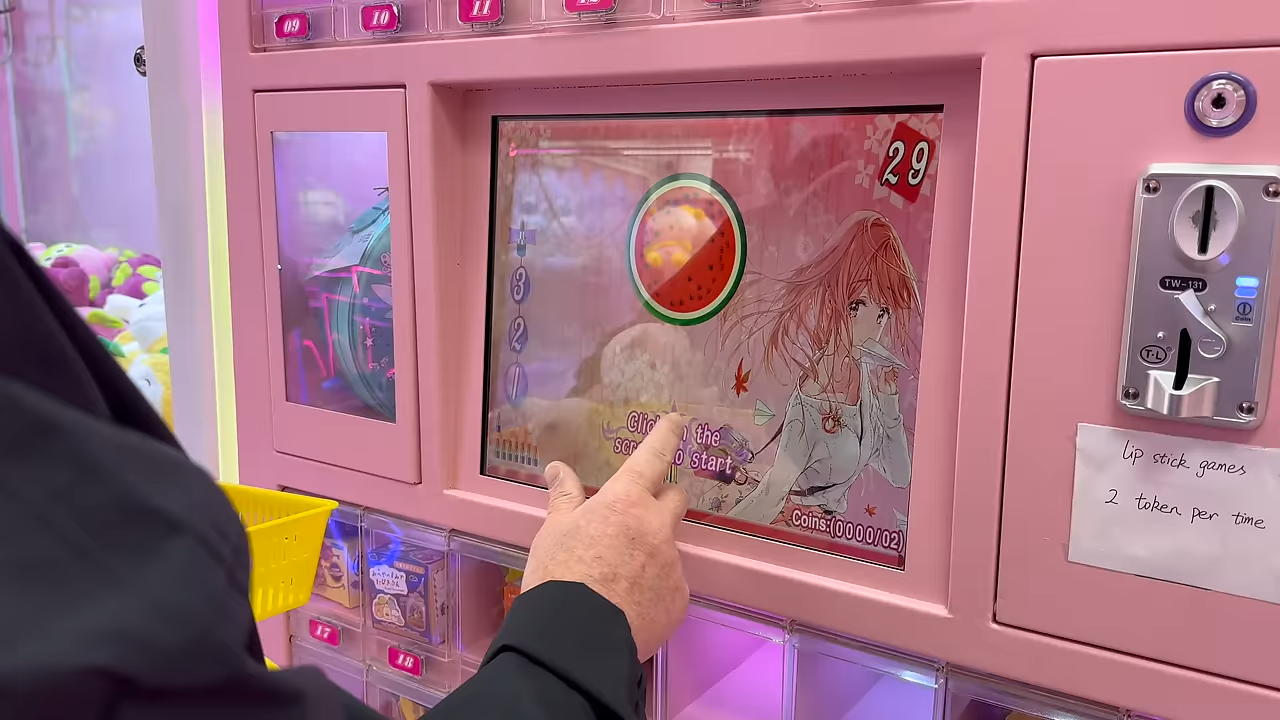 09
10
11
12
29
3
2
1
Click the
screen to start
Coins:(0000/02)
TW-131
Coin
T·L
lip stick games
2 token per time
17
18